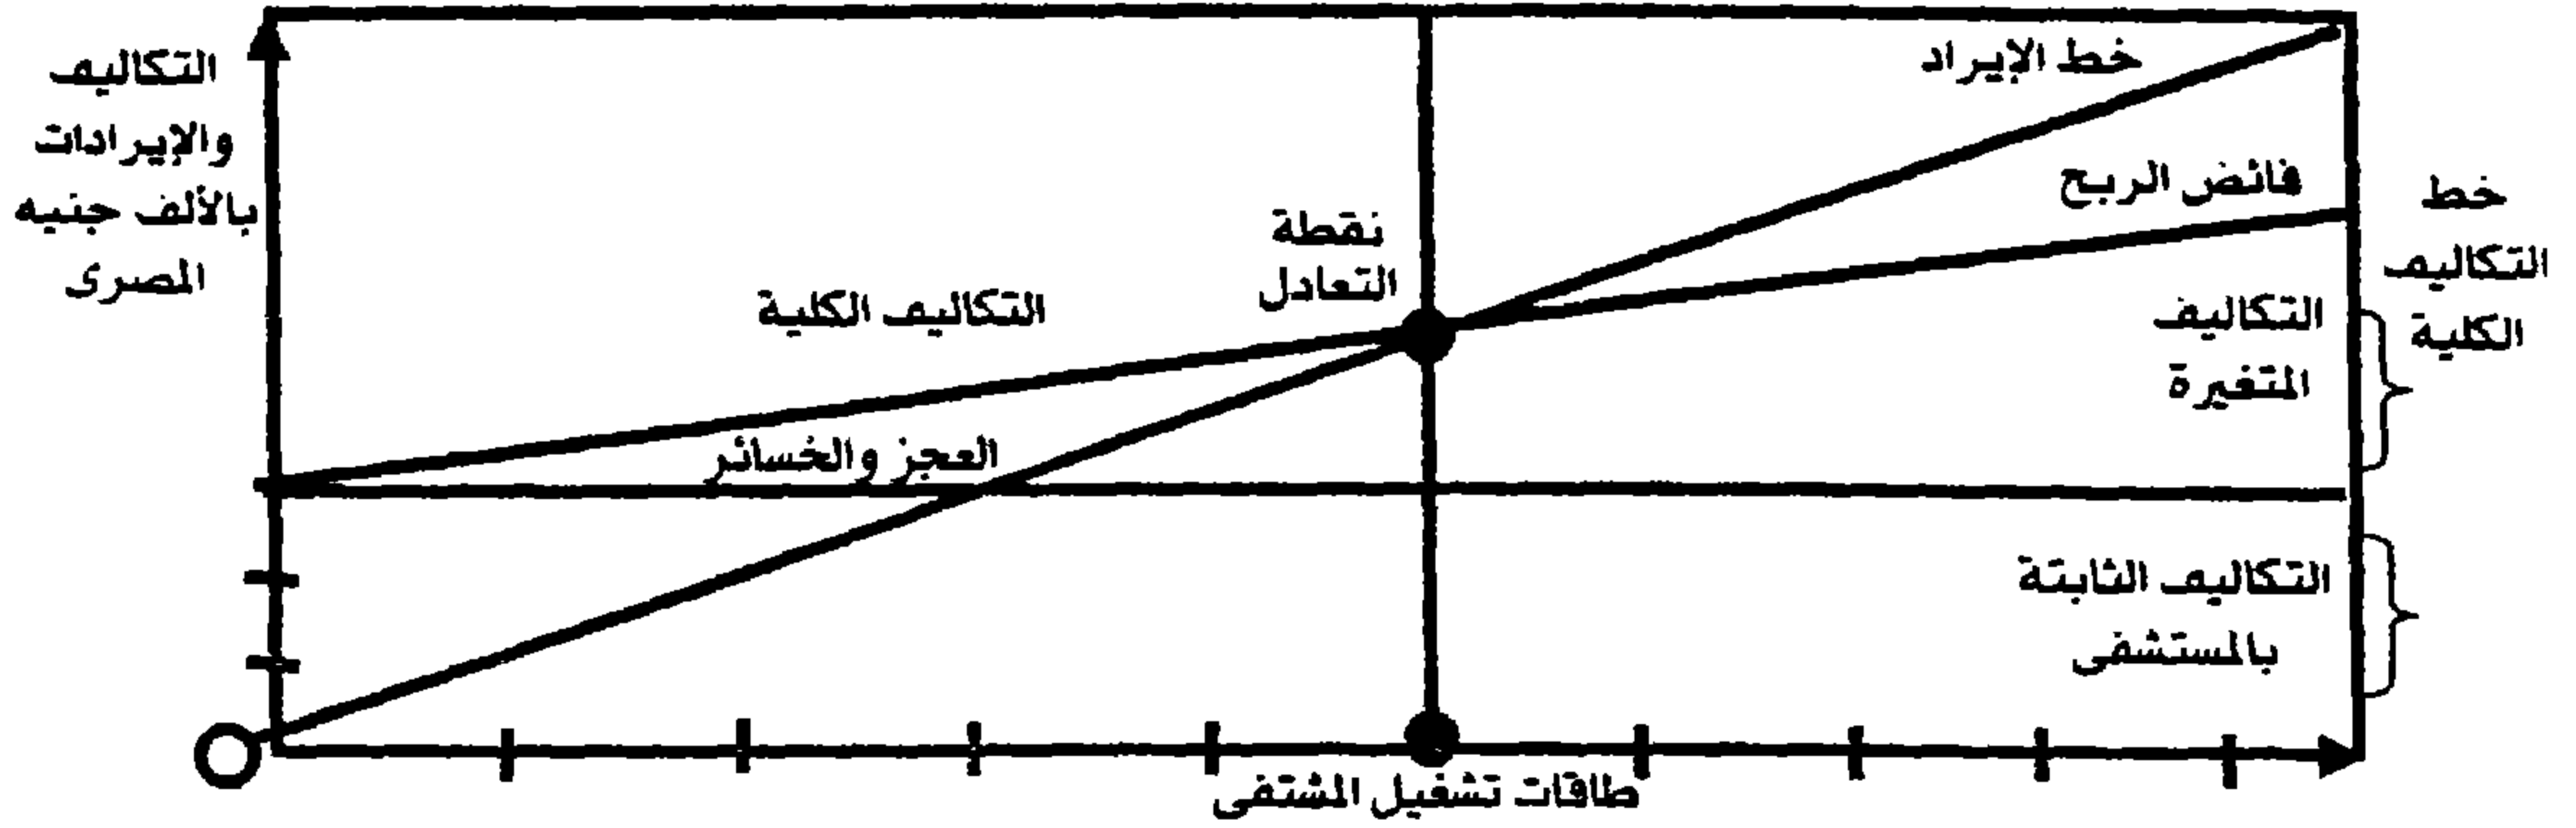 التكاليف
والإيرادات
بالألف جنيه
المصرى
خط الإيراد
فائض الربح
خط
التكاليف
الكلية
نقطة
التعادل
التكاليف الكلية
التكاليف
المتغيرة
العجز والخسائر
التكاليف الثابتة
بالمستشفى
طاقات تشغيل المشتفى